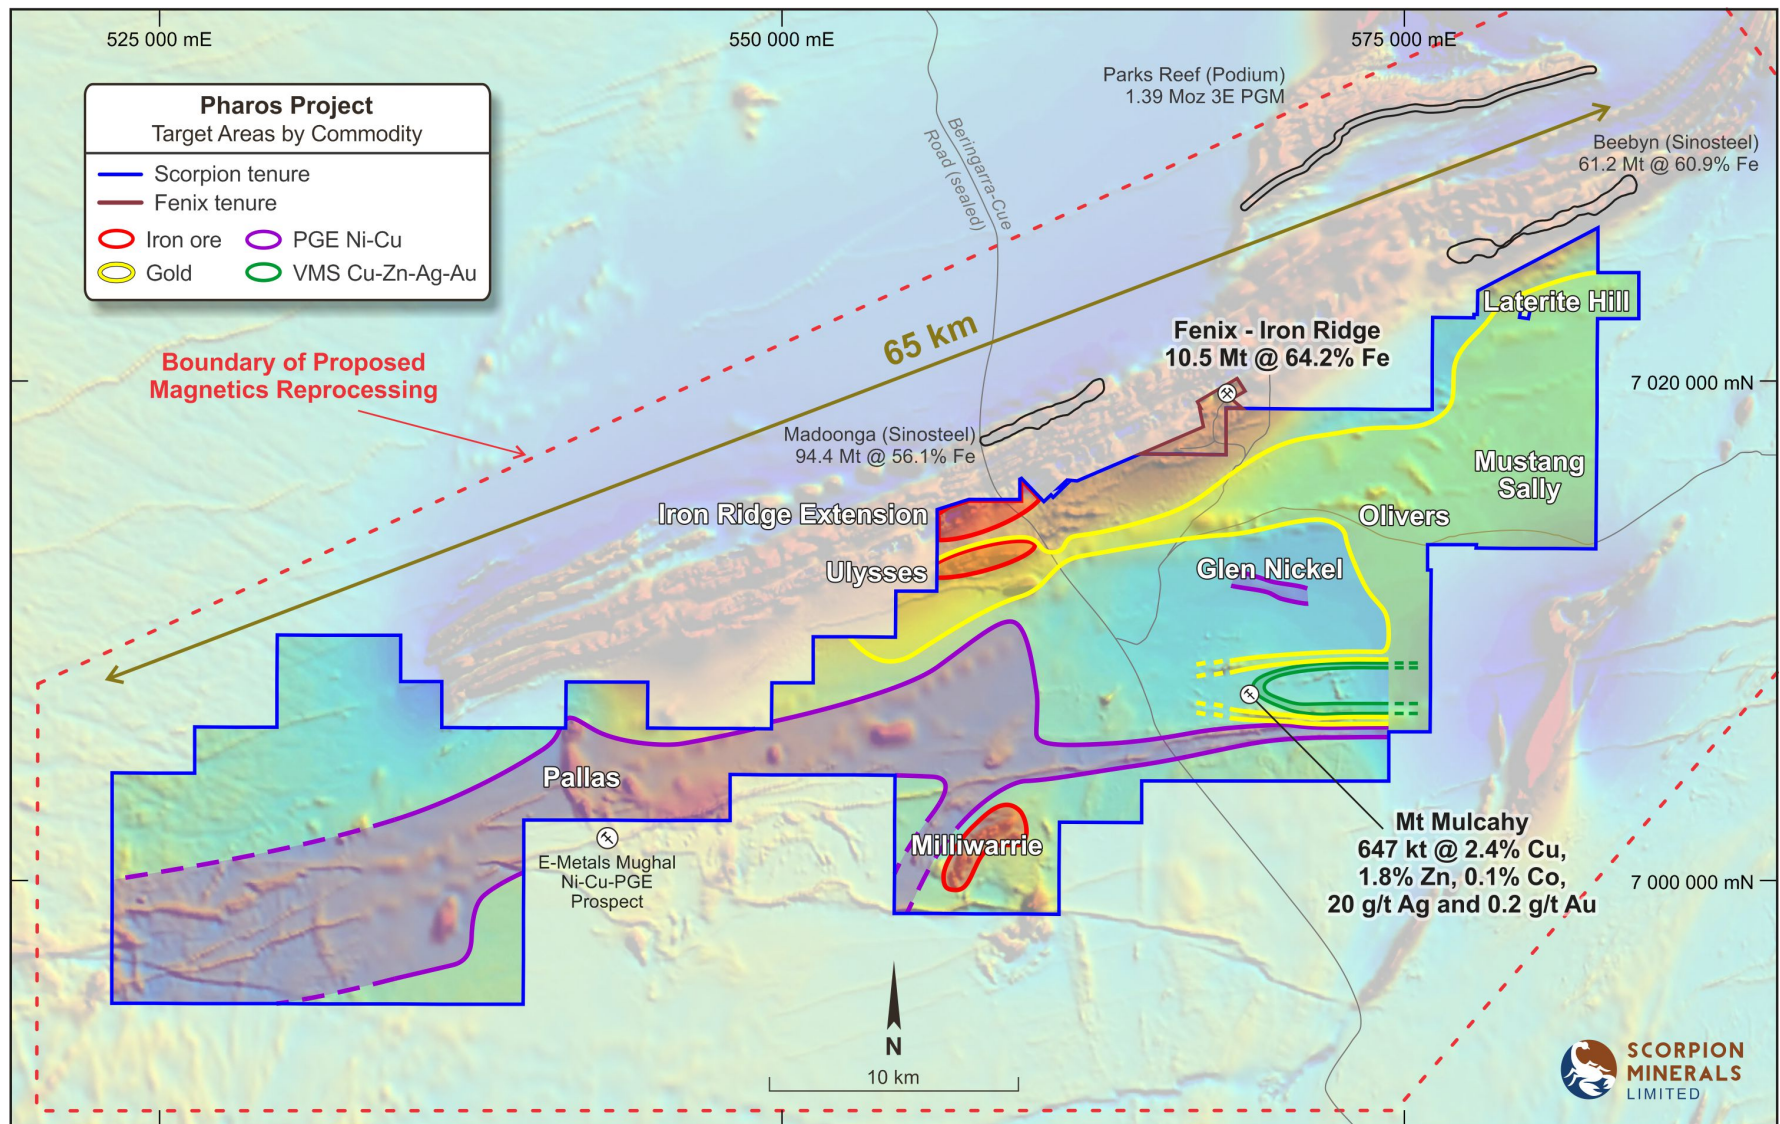 525 000 mE
550 000 mE
575 000 mE
Pharos Project
Target Areas by Commodity
Scorpion tenure
Fenix tenure
Iron ore
PGE Ni-Cu
Gold
VMS Cu-Zn-Ag-Au
Parks Reef (Podium)
1.39 Moz 3E PGM
Beringarra-Cue
Road (sealed)
Beebyn (Sinosteel)
61.2 Mt @ 60.9% Fe
Laterite Hill
65 km
Fenix - Iron Ridge
10.5 Mt @ 64.2% Fe
Boundary of Proposed
Magnetics Reprocessing
7 020 000 mN
Madoonga (Sinosteel)
94.4 Mt @ 56.1% Fe
Mustang
Sally
Iron Ridge Extension
Olivers
Ulysses
Glen Nickel
Pallas
E-Metals Mughal
Ni-Cu-PGE
Prospect
Milliwarrie
Mt Mulcahy
647 kt @ 2.4% Cu,
1.8% Zn, 0.1% Co,
20 g/t Ag and 0.2 g/t Au
7 000 000 mN
N
10 km
SCORPION
MINERALS
LIMITED